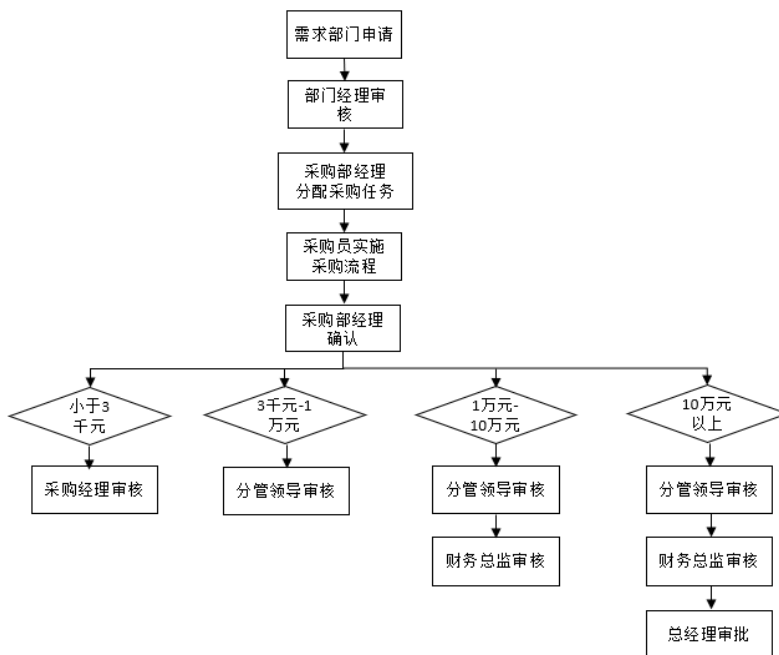 需求部门申请
部门经理审
核
采购部经理
分配采购任务
采购员实施
采购流程
采购部经理
确认
小于3
千元
3千元-1
万元
1万元-
10万元
10万元
以上
采购经理审核
分管领导审核
分管领导审核
分管领导审核
财务总监审核
财务总监审核
总经理审批